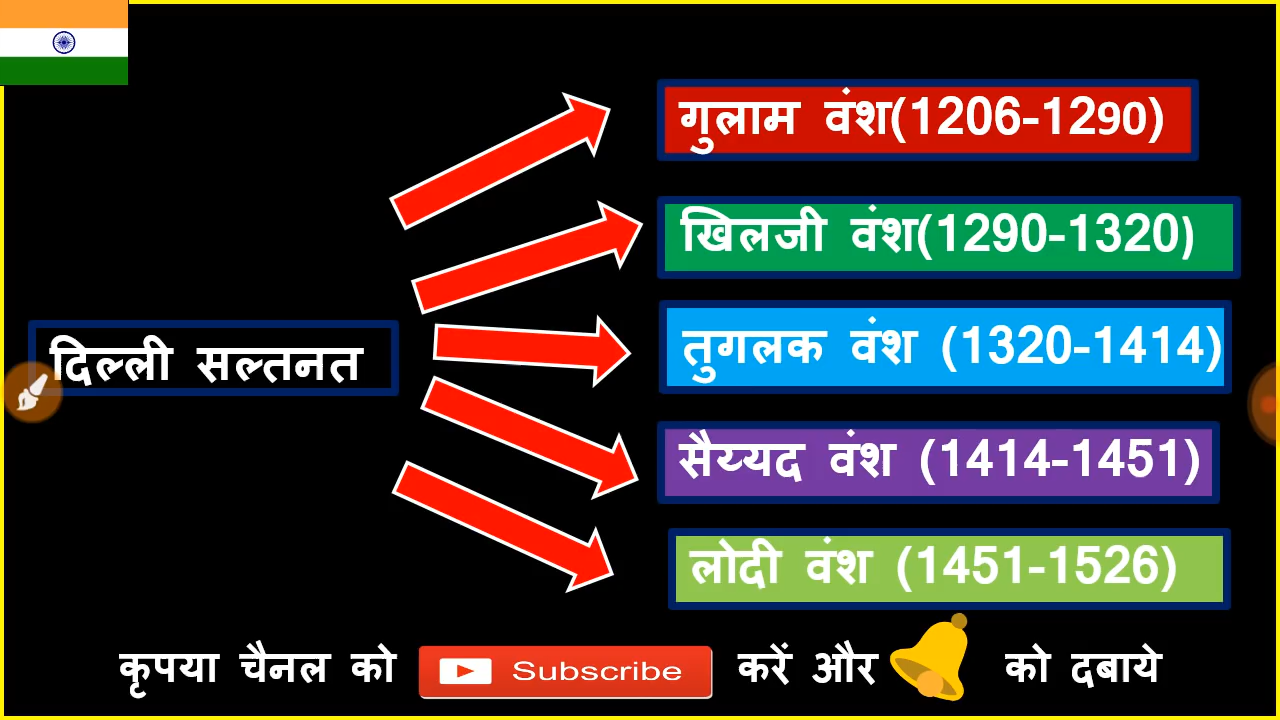 गुलाम वंश(1206-1290)
खिलजी वंश(1290-1320)
तुगलक वंश (1320-1414)
दिल्ली सल्तनत
सैय्यद वंश (1414-1451)
लोदी वंश (1451-1526)
कृपया चैनल को Subscribe करें और को दबाये